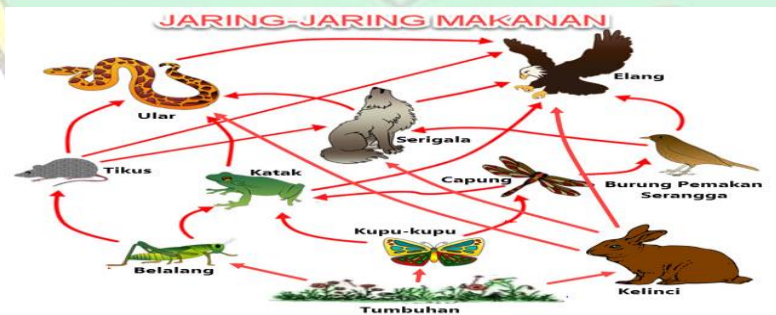 JARING-JARING MAKANAN
Elang
Ular
Serigala
Tikus
Katak
Capung
Burung Pemakan
Serangga
Kupu-kupu
Belalang
Kelinci
Tumbuhan